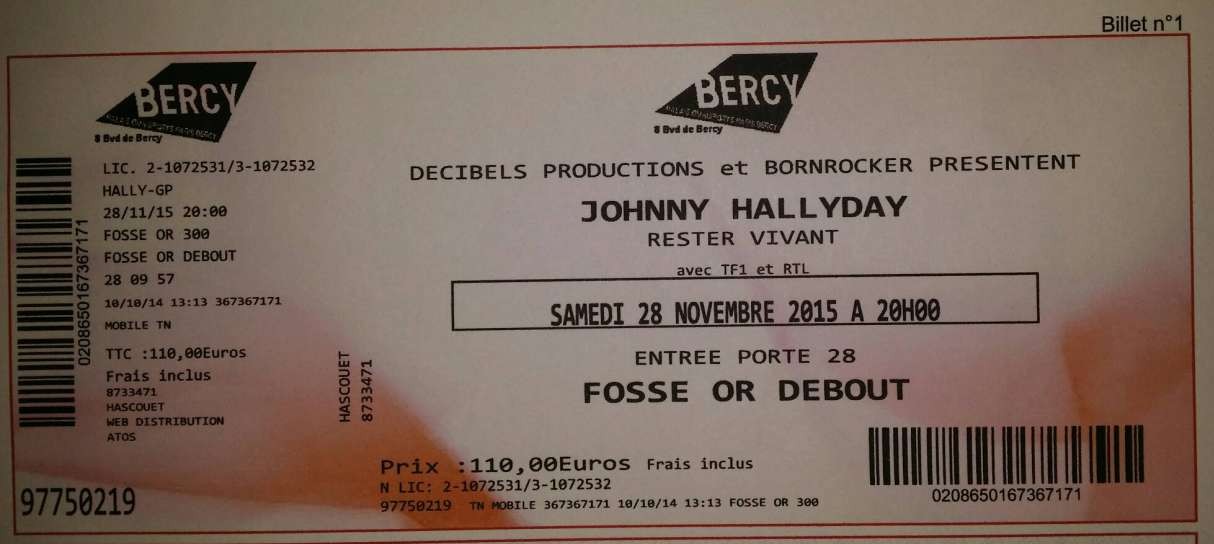 Billet n°1
BERCY
8 Bvd de Bercy
LIC. 2-1072531/3-1072532
HALLY-GP
28/11/15 20:00
FOSSE OR 300
FOSSE OR DEBOUT
28 09 57
10/10/14 13:13 367367171
MOBILE TN
TTC :110,00Euros
Frais inclus
8733471
HASCOUET
WEB DISTRIBUTION
ATOS
0208650167367171
97750219
HASCOUET
8733471
BERCY
PALAIS OMNISPORTS PARIS BERCY
8 Bvd de Bercy
DECIBELS PRODUCTIONS et BORNROCKER PRESENTENT
JOHNNY HALLYDAY
RESTER VIVANT
avec TF1 et RTL
SAMEDI 28 NOVEMBRE 2015 A 20H00
ENTREE PORTE 28
FOSSE OR DEBOUT
Prix :110,00Euros Frais inclus
N LIC: 2-1072531/3-1072532
97750219 TN MOBILE 367367171 10/10/14 13:13 FOSSE OR 300
0208650167367171